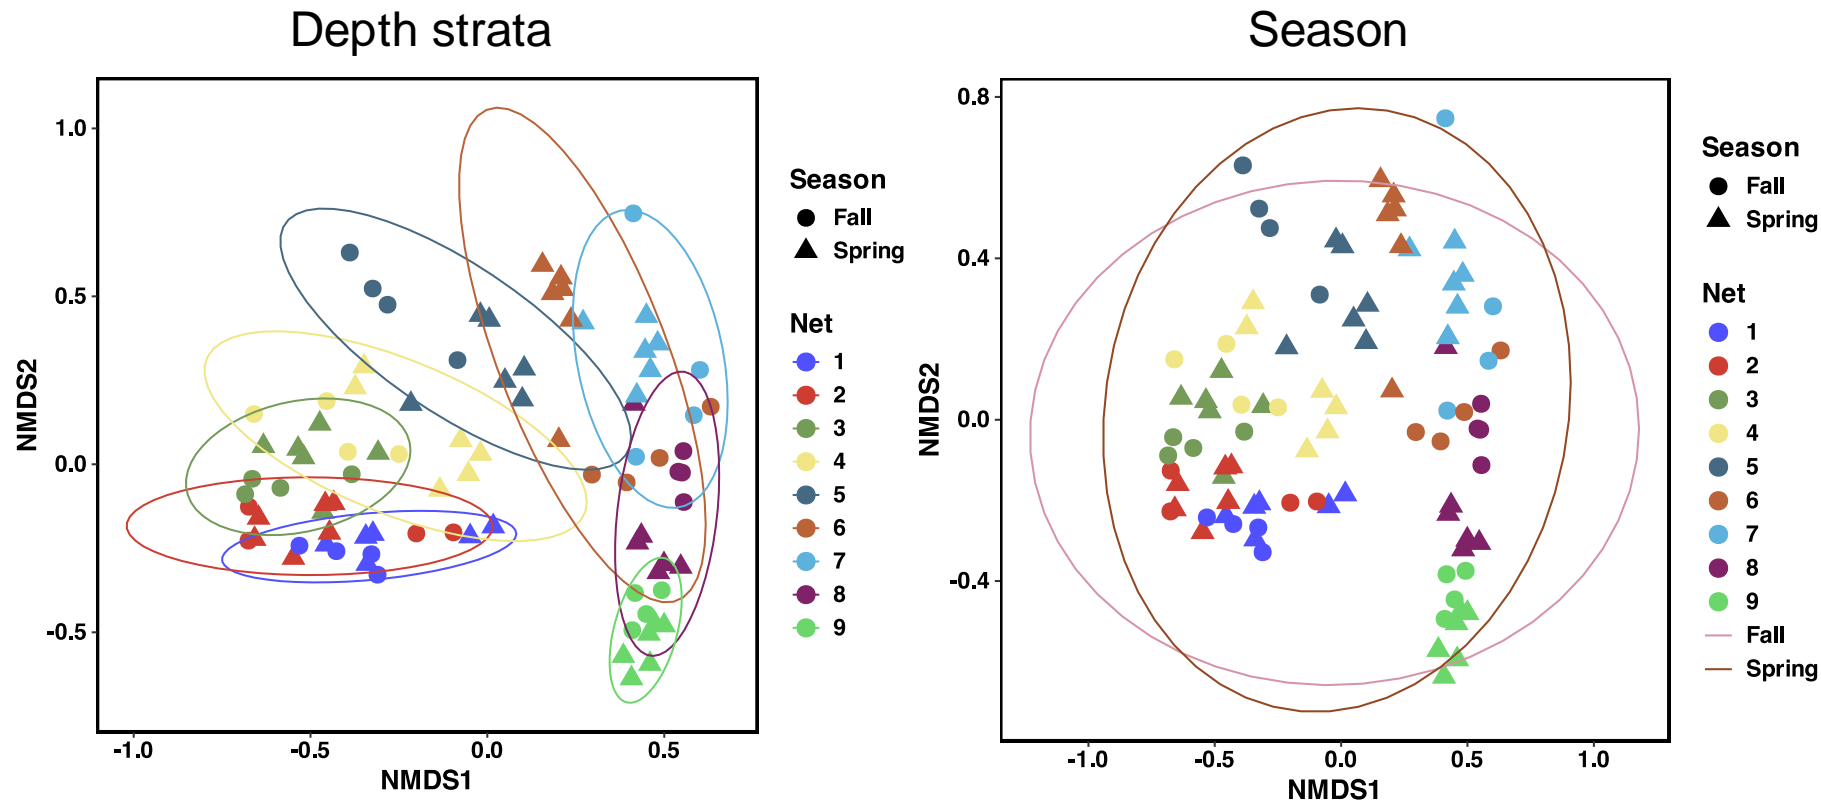 Depth strata
1.0
0.5
0.0
-0.5
-1.0
-0.5
0.0
0.5
NMDS1
NMDS2
Season
Fall
Spring
Net
1
2
3
4
5
6
7
8
9
Season
0.8
0.4
0.0
-0.4
-1.0
-0.5
0.0
0.5
1.0
NMDS1
NMDS2
Season
Fall
Spring
Net
1
2
3
4
5
6
7
8
9
Fall
Spring